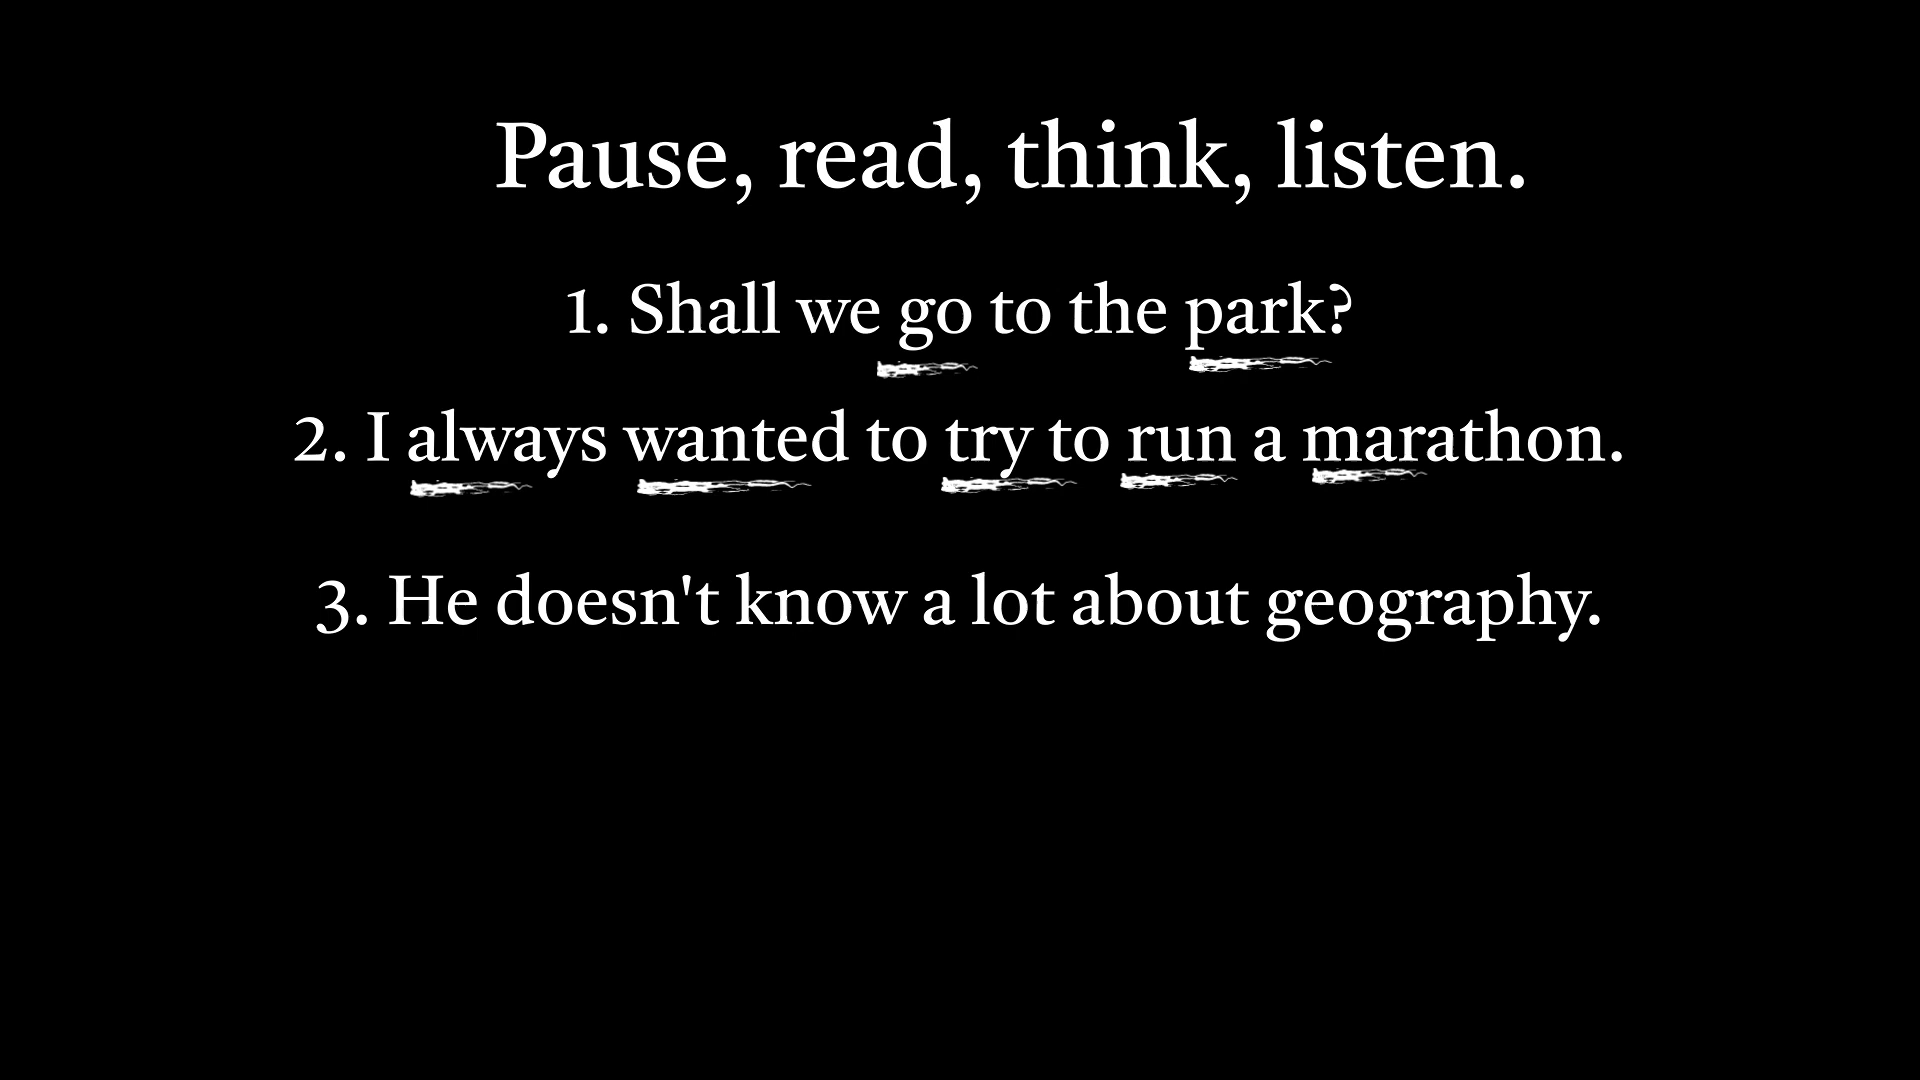 Pause, read, think, listen.
1. Shall we go to the park?
2. I always wanted to try to run a marathon.
3. He doesn't know a lot about geography.